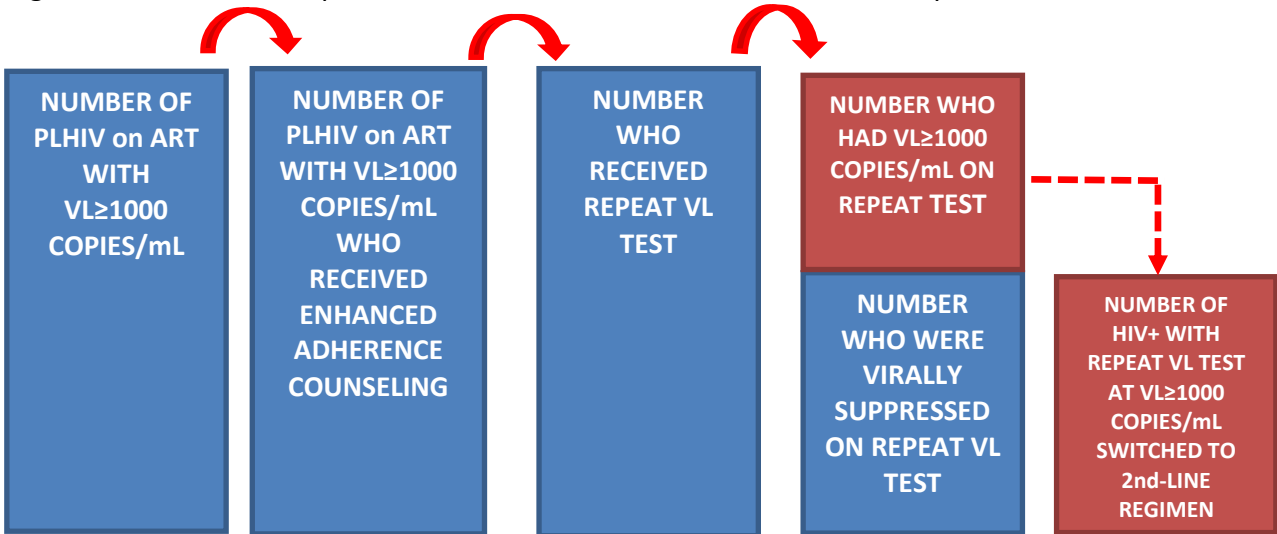 NUMBER OF
PLHIV on ART
WITH
VL≥1000
COPIES/mL
NUMBER OF
PLHIV on ART
WITH VL≥1000
COPIES/mL
WHO
RECEIVED
ENHANCED
ADHERENCE
COUNSELING
NUMBER
WHO
RECEIVED
REPEAT VL
TEST
NUMBER WHO
HAD VL≥1000
COPIES/mL ON
REPEAT TEST
NUMBER
WHO WERE
VIRALLY
SUPPRESSED
ON REPEAT VL
TEST
NUMBER OF
HIV+ WITH
REPEAT VL TEST
AT VL≥1000
COPIES/mL
SWITCHED TO
2nd-LINE
REGIMEN